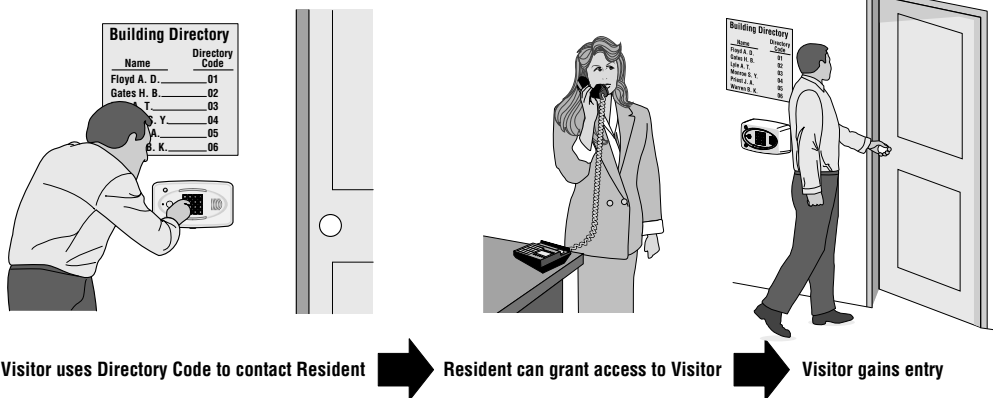 Building Directory
Name Directory Code
Floyd A. D. 01
Gates H. B. 02
A. T. 03
S. Y. 04
A. 05
B. K. 06
Building Directory
Name Directory Code
Floyd A. D. 01
Gates H. B. 02
Lyle A. T. 03
Monroe S. Y. 04
Priest J. A. 05
Warren B. K. 06
Visitor uses Directory Code to contact Resident
Resident can grant access to Visitor
Visitor gains entry